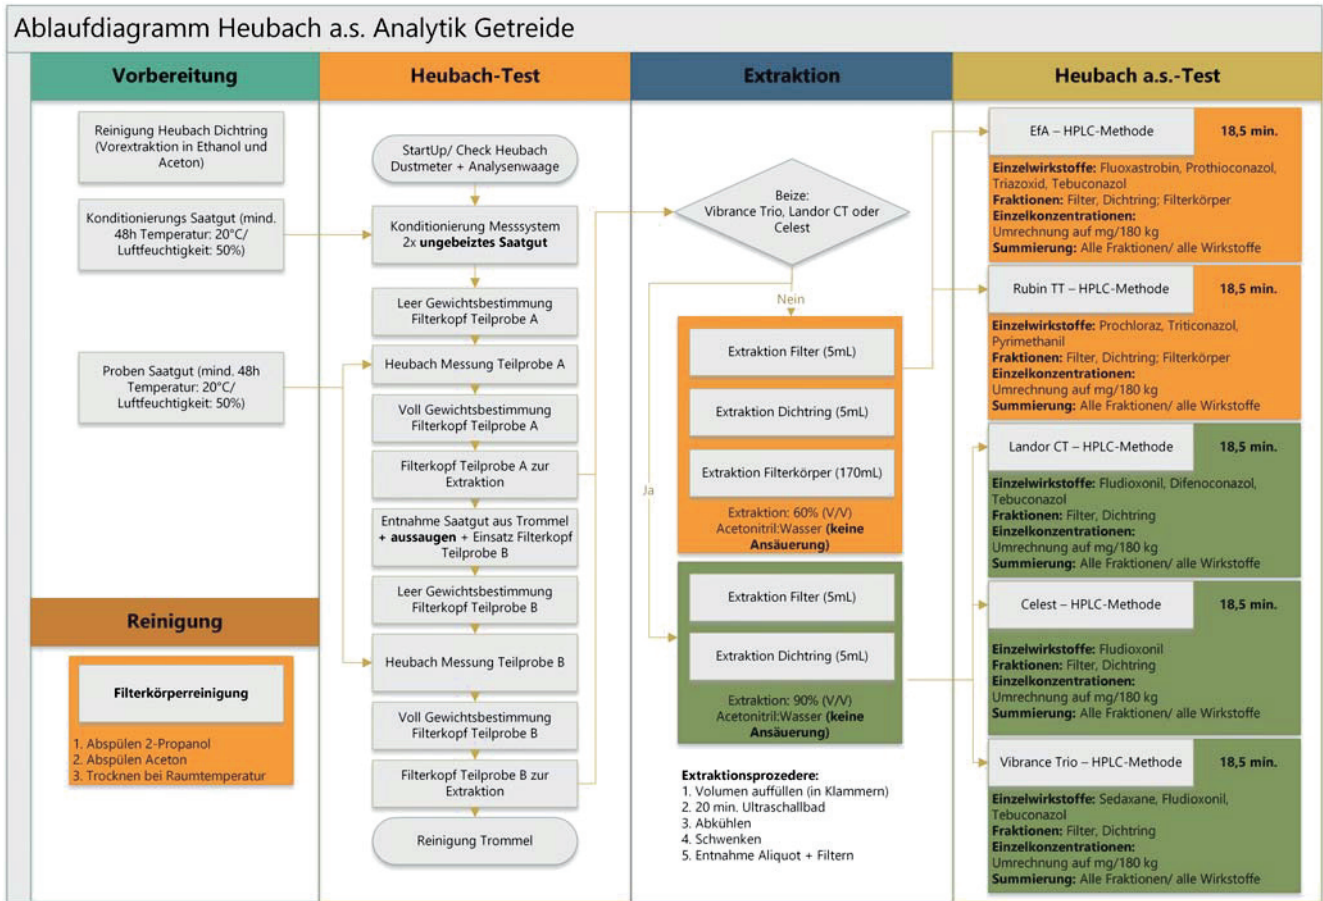 Ablaufdiagramm Heubach a.s. Analytik Getreide
Vorbereitung
Reinigung Heubach Dichtring
(Vorextraktion in Ethanol und
Aceton)
Konditionierungs Saatgut (mind.
48h Temperatur: 20°C/
Luftfeuchtigkeit: 50%)
Proben Saatgut (mind. 48h
Temperatur: 20°C/
Luftfeuchtigkeit: 50%)
Reinigung
Filterkörperreinigung
1. Abspülen 2-Propanol
2. Abspülen Aceton
3. Trocknen bei Raumtemperatur
Heubach-Test
StartUp/ Check Heubach
Dustmeter + Analysenwaage
Konditionierung Messsystem
2x ungebeiztes Saatgut
Leer Gewichtsbestimmung
Filterkopf Teilprobe A
Heubach Messung Teilprobe A
Voll Gewichtsbestimmung
Filterkopf Teilprobe A
Filterkopf Teilprobe A zur
Extraktion
Entnahme Saatgut aus Trommel
+ aussaugen + Einsatz Filterkopf
Teilprobe B
Leer Gewichtsbestimmung
Filterkopf Teilprobe B
Heubach Messung Teilprobe B
Voll Gewichtsbestimmung
Filterkopf Teilprobe B
Filterkopf Teilprobe B zur
Extraktion
Reinigung Trommel
Extraktion
Beize:
Vibrance Trio, Landor CT oder
Celest
Nein
Ja
Extraktion Filter (5mL)
Extraktion Dichtring (5mL)
Extraktion Filterkörper (170mL)
Extraktion: 60% (V/V)
Acetonitril:Wasser (keine
Ansäuerung)
Extraktion Filter (5mL)
Extraktion Dichtring (5mL)
Extraktion: 90% (V/V)
Acetonitril:Wasser (keine
Ansäuerung)
Extraktionsprozedere:
1. Volumen auffüllen (in Klammern)
2. 20 min. Ultraschallbad
3. Abkühlen
4. Schwenken
5. Entnahme Aliquot + Filtern
Heubach a.s.-Test
EfA – HPLC-Methode 18,5 min.
Einzelwirkstoffe: Fluoxastrobin, Prothioconazol,
Triazoxid, Tebuconazol
Fraktionen: Filter, Dichtring; Filterkörper
Einzelkonzentrationen:
Umrechnung auf mg/180 kg
Summierung: Alle Fraktionen/ alle Wirkstoffe
Rubin TT – HPLC-Methode 18,5 min.
Einzelwirkstoffe: Prochloraz, Triticonazol,
Pyrimethanil
Fraktionen: Filter, Dichtring; Filterkörper
Einzelkonzentrationen:
Umrechnung auf mg/180 kg
Summierung: Alle Fraktionen/ alle Wirkstoffe
Landor CT – HPLC-Methode 18,5 min.
Einzelwirkstoffe: Fludioxonil, Difenoconazol,
Tebuconazol
Fraktionen: Filter, Dichtring
Einzelkonzentrationen:
Umrechnung auf mg/180 kg
Summierung: Alle Fraktionen/ alle Wirkstoffe
Celest – HPLC-Methode 18,5 min.
Einzelwirkstoffe: Fludioxonil
Fraktionen: Filter, Dichtring
Einzelkonzentrationen:
Umrechnung auf mg/180 kg
Summierung: Alle Fraktionen/ alle Wirkstoffe
Vibrance Trio – HPLC-Methode 18,5 min.
Einzelwirkstoffe: Sedaxane, Fludioxonil,
Tebuconazol
Fraktionen: Filter, Dichtring
Einzelkonzentrationen:
Umrechnung auf mg/180 kg
Summierung: Alle Fraktionen/ alle Wirkstoffe